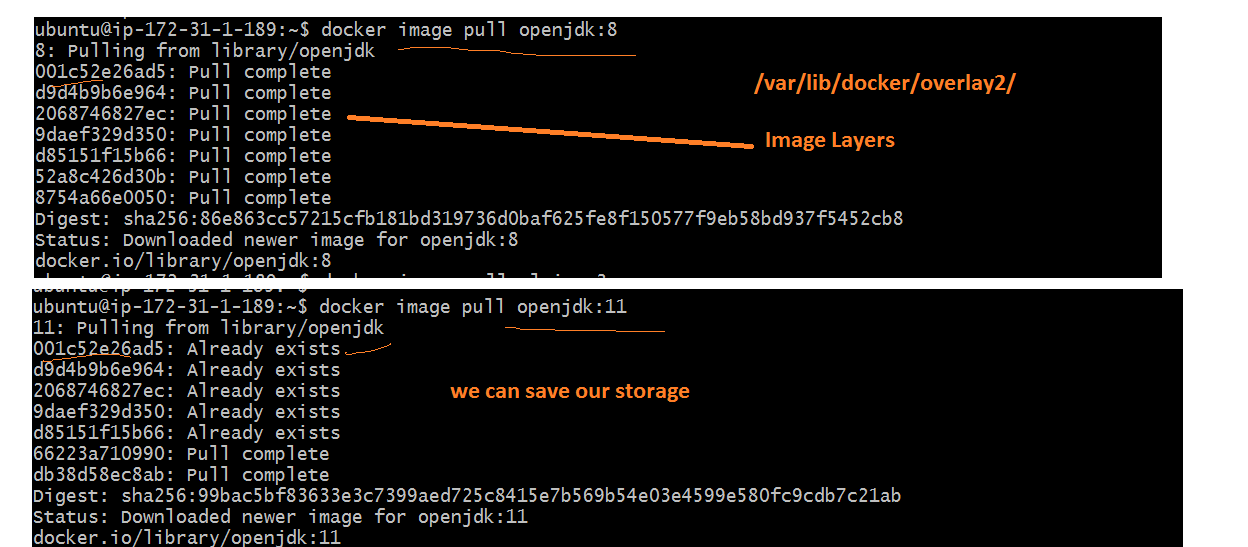 ubuntu@ip-172-31-1-189:~$ docker image pull openjdk:8
8: Pulling from library/openjdk
001c52e26ad5: Pull complete
d9d4b9b6e964: Pull complete
2068746827ec: Pull complete
9daef329d350: Pull complete
d85151f15b66: Pull complete
52a8c426d30b: Pull complete
8754a66e0050: Pull complete
Digest: sha256:86e863cc57215cfb181bd319736d0baf625fe8f150577f9eb58bd937f5452cb8
Status: Downloaded newer image for openjdk:8
docker.io/library/openjdk:8
/var/lib/docker/overlay2/
Image Layers
ubuntu@ip-172-31-1-189:~$ docker image pull openjdk:11
11: Pulling from library/openjdk
001c52e26ad5: Already exists
d9d4b9b6e964: Already exists
2068746827ec: Already exists
9daef329d350: Already exists
d85151f15b66: Already exists
66223a710990: Pull complete
db38d58ec8ab: Pull complete
Digest: sha256:99bac5bf83633e3c7399aed725c8415e7b569b54e03e4599e580fc9cdb7c21ab
Status: Downloaded newer image for openjdk:11
docker.io/library/openjdk:11
we can save our storage